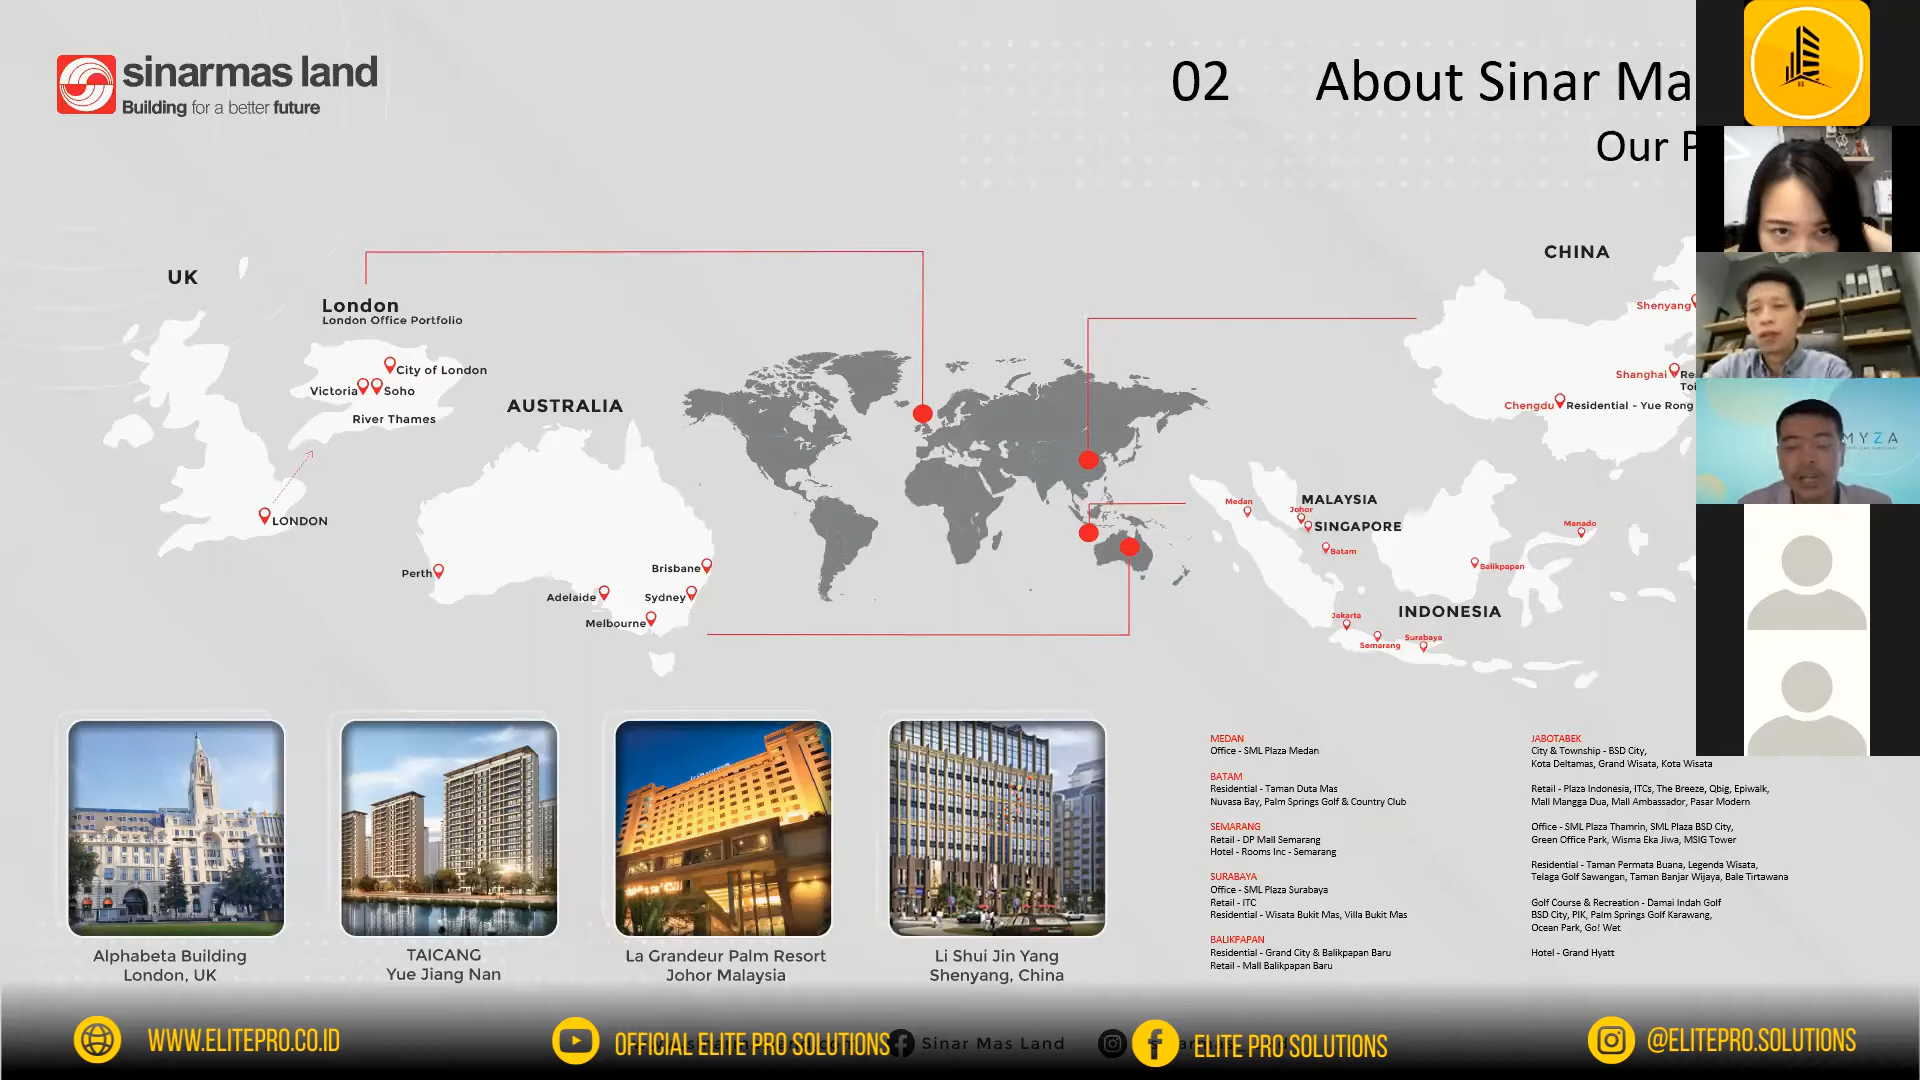 sinarmas land
Building for a better future
02 About Sinar Ma
Our P
UK
London
London Office Portfolio
City of London
Victoria
Soho
River Thames
LONDON
AUSTRALIA
Perth
Adelaide
Melbourne
Sydney
Brisbane
CHINA
Shenyang
Shanghai
Re
Toi
Chengdu
Residential - Yue Rong
MYZA
Medan
MALAYSIA
Johor
SINGAPORE
Batam
Manado
Balikpapan
INDONESIA
Jakarta
Semarang
Surabaya
Alphabeta Building
London, UK
TAICANG
Yue Jiang Nan
La Grandeur Palm Resort
Johor Malaysia
Li Shui Jin Yang
Shenyang, China
MEDAN
Office - SML Plaza Medan
BATAM
Residential - Taman Duta Mas
Nuvasa Bay, Palm Springs Golf & Country Club
SEMARANG
Retail - DP Mall Semarang
Hotel - Rooms Inc - Semarang
SURABAYA
Office - SML Plaza Surabaya
Retail - ITC
Residential - Wisata Bukit Mas, Villa Bukit Mas
BALIKPAPAN
Residential - Grand City & Balikpapan Baru
Retail - Mall Balikpapan Baru
JABOTABEK
City & Township - BSD City,
Kota Deltamas, Grand Wisata, Kota Wisata
Retail - Plaza Indonesia, ITCs, The Breeze, Qbig, Epiwalk,
Mall Mangga Dua, Mall Ambassador, Pasar Modern
Office - SML Plaza Thamrin, SML Plaza BSD City,
Green Office Park, Wisma Eka Jiwa, MSIG Tower
Residential - Taman Permata Buana, Legenda Wisata,
Telaga Golf Sawangan, Taman Banjar Wijaya, Bale Tirtawana
Golf Course & Recreation - Damai Indah Golf
BSD City, PIK, Palm Springs Golf Karawang,
Ocean Park, Go! Wet
Hotel - Grand Hyatt
WWW.ELITEPRO.CO.ID
OFFICIAL ELITE PRO SOLUTIONS
Sinar Mas Land
ELITE PRO SOLUTIONS
@ELITEPRO.SOLUTIONS